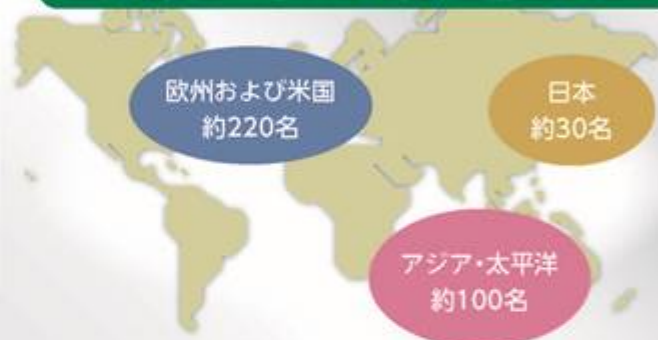 欧州および米国
約220名
日本
約30名
アジア・太平洋
約100名